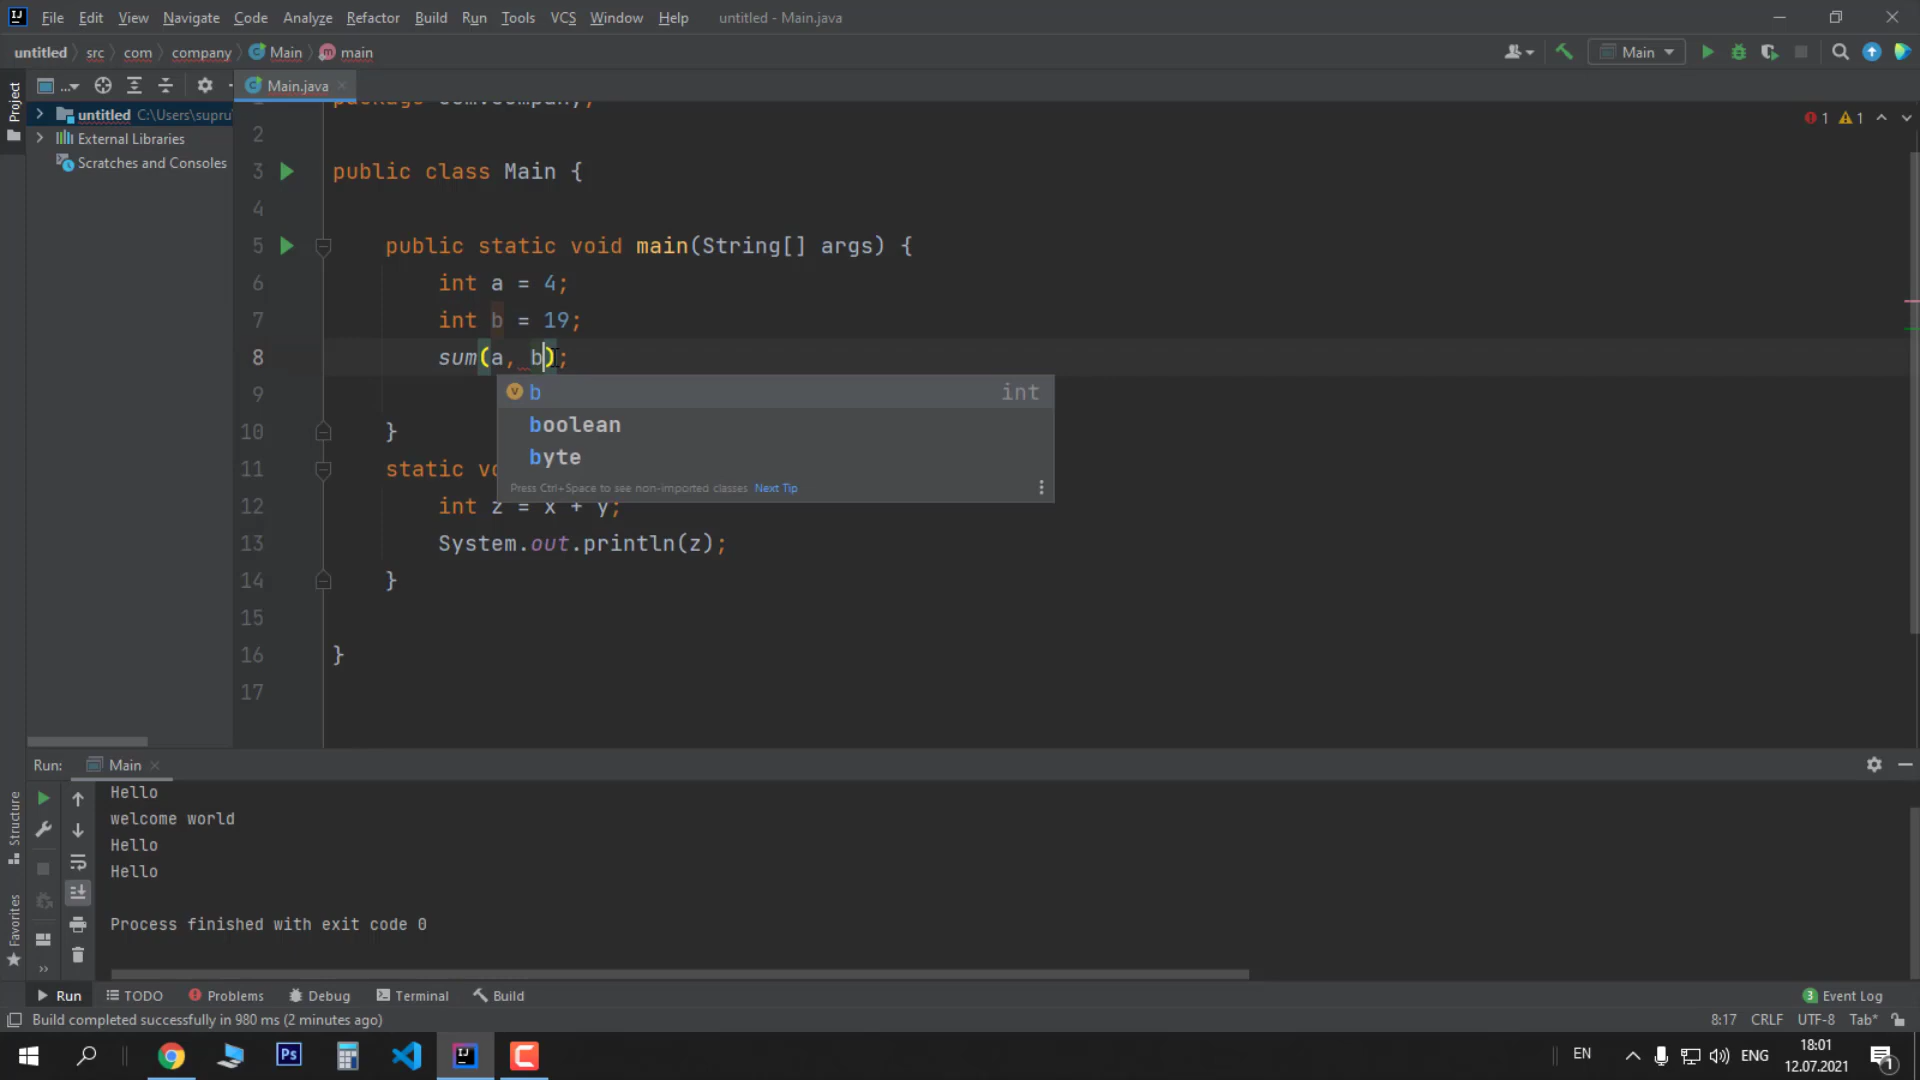 File Edit View Navigate Code Analyze Refactor Build Run Tools VCS Window Help untitled - Main.java
untitled src com company Main main
Main
Project
...
Main.java
untitled C:\Users\supru
External Libraries
Scratches and Consoles
1 1
2
3 public class Main {
4
5 public static void main(String[] args) {
6 int a = 4;
7 int b = 19;
8 sum(a, b);
9
b int
boolean
byte
Press Ctrl+Space to see non-imported classes Next Tip
10 }
11 static
12 int z = x + y;
13 System.out.println(z);
14 }
15
16 }
17
Run: Main
Structure
Favorites
Hello
welcome world
Hello
Hello
Process finished with exit code 0
Run TODO Problems Debug Terminal Build 3 Event Log
Build completed successfully in 980 ms (2 minutes ago) 8:17 CRLF UTF-8 Tab*
Ps
EN ENG 18:01
12.07.2021
1